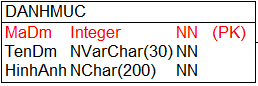 DANHMUC
MaDm Integer NN (PK)
TenDm NVarChar(30) NN
HinhAnh NChar(200) NN